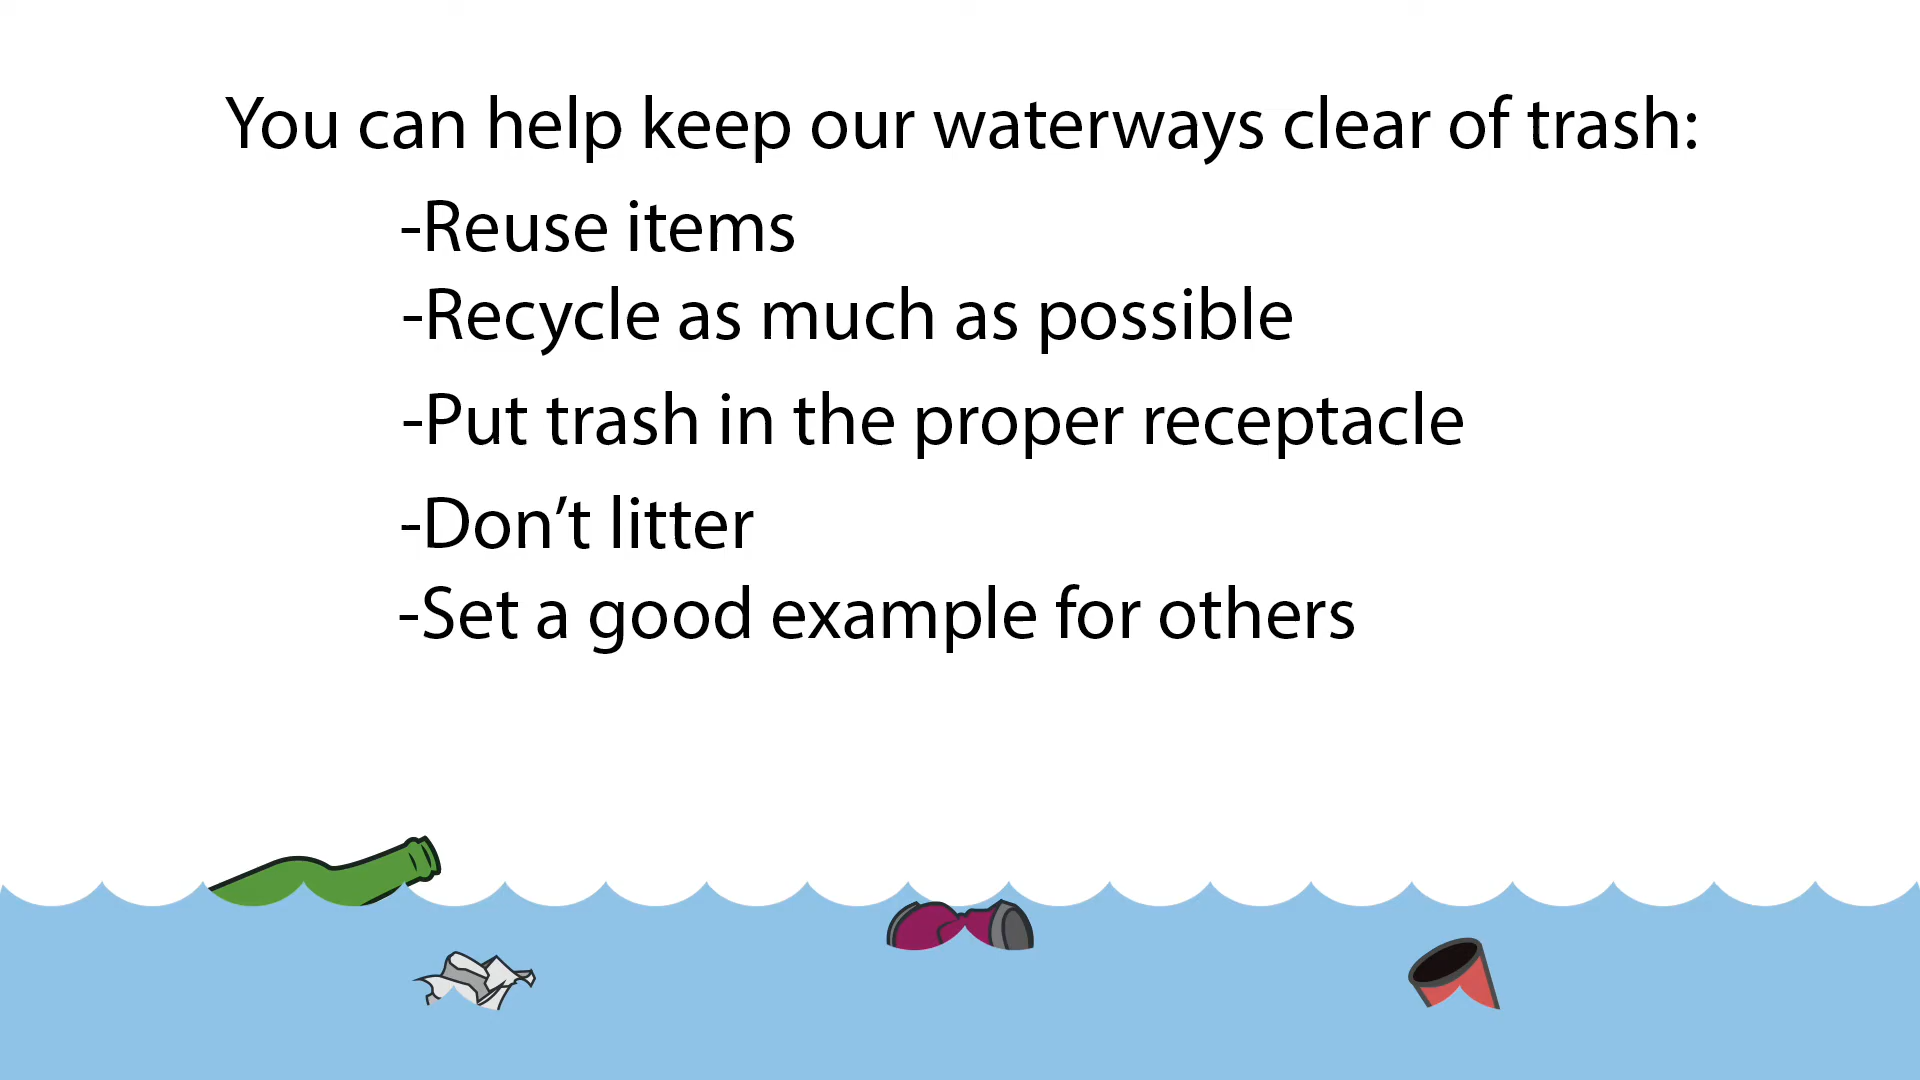 You can help keep our waterways clear of trash:
-Reuse items
-Recycle as much as possible
-Put trash in the proper receptacle
-Don’t litter
-Set a good example for others